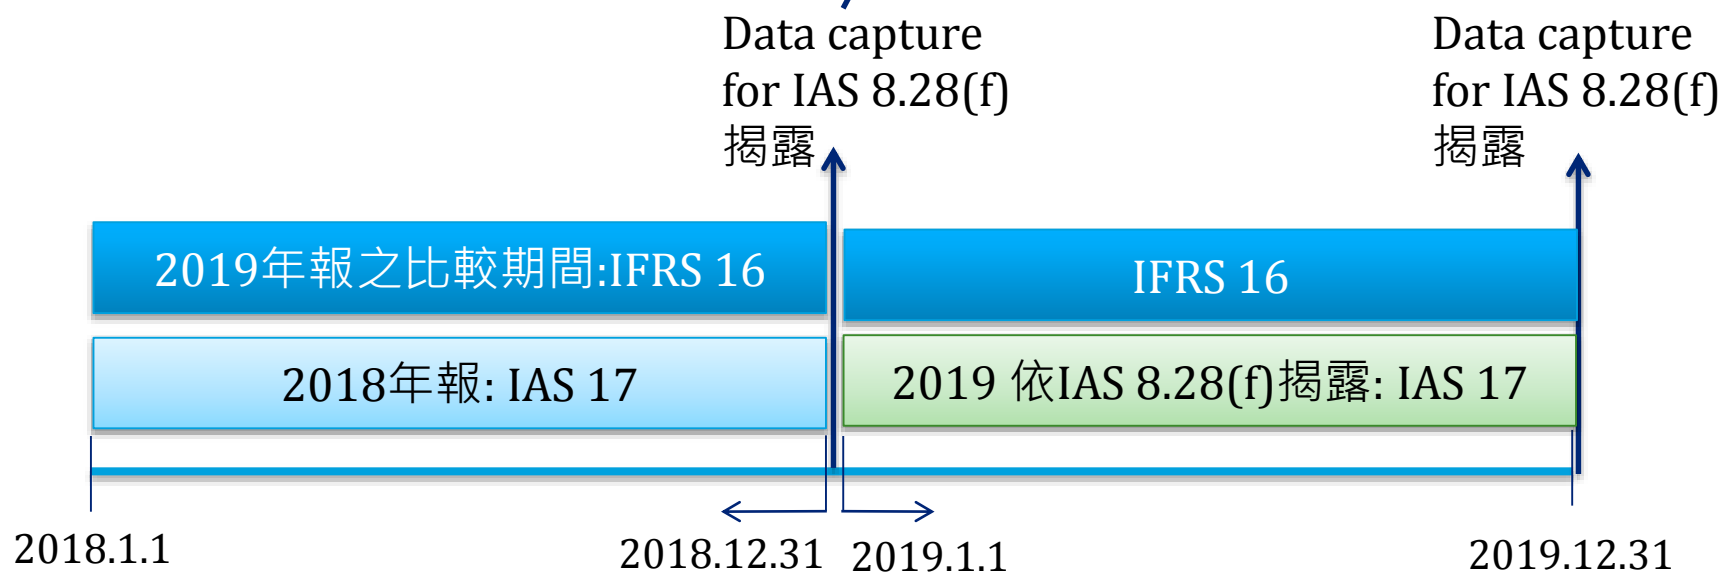 Data capture
for IAS 8.28(f)
揭露
Data capture
for IAS 8.28(f)
揭露
2019年報之比較期間:IFRS 16
IFRS 16
2018年報: IAS 17
2019 依IAS 8.28(f)揭露: IAS 17
2018.1.1
2018.12.31
2019.1.1
2019.12.31